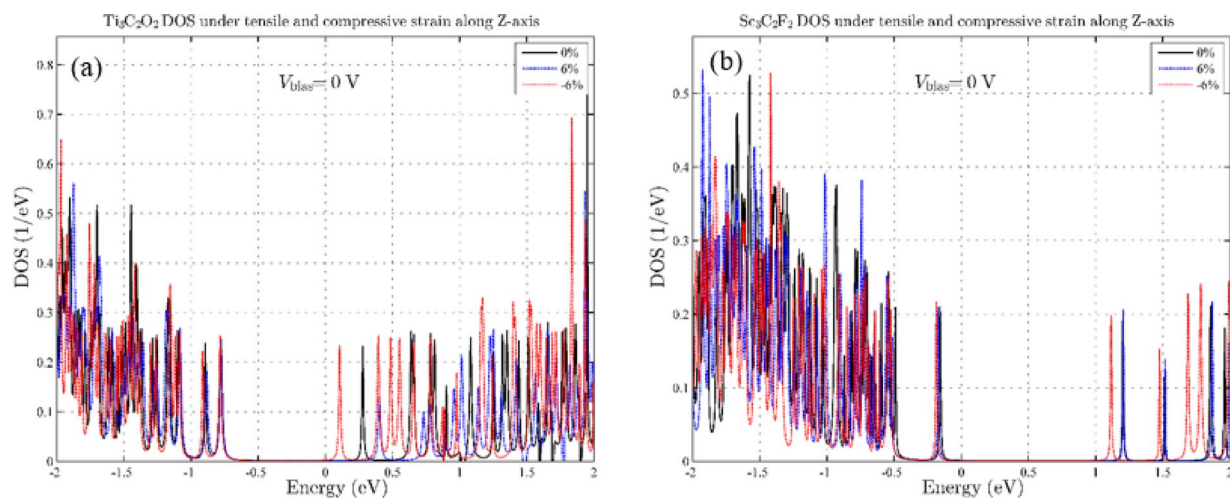 Ti₃C₂O₂ DOS under tensile and compressive strain along Z-axis
(a)
V_bias = 0 V
0%
6%
-6%
DOS (1/eV)
0.8
0.7
0.6
0.5
0.4
0.3
0.2
0.1
0
-2 -1.5 -1 -0.5 0 0.5 1 1.5 2
Energy (eV)
Sc₃C₂F₂ DOS under tensile and compressive strain along Z-axis
(b)
V_bias = 0 V
0%
6%
-6%
DOS (1/eV)
0.5
0.4
0.3
0.2
0.1
0
-2 -1.5 -1 -0.5 0 0.5 1 1.5 2
Energy (eV)